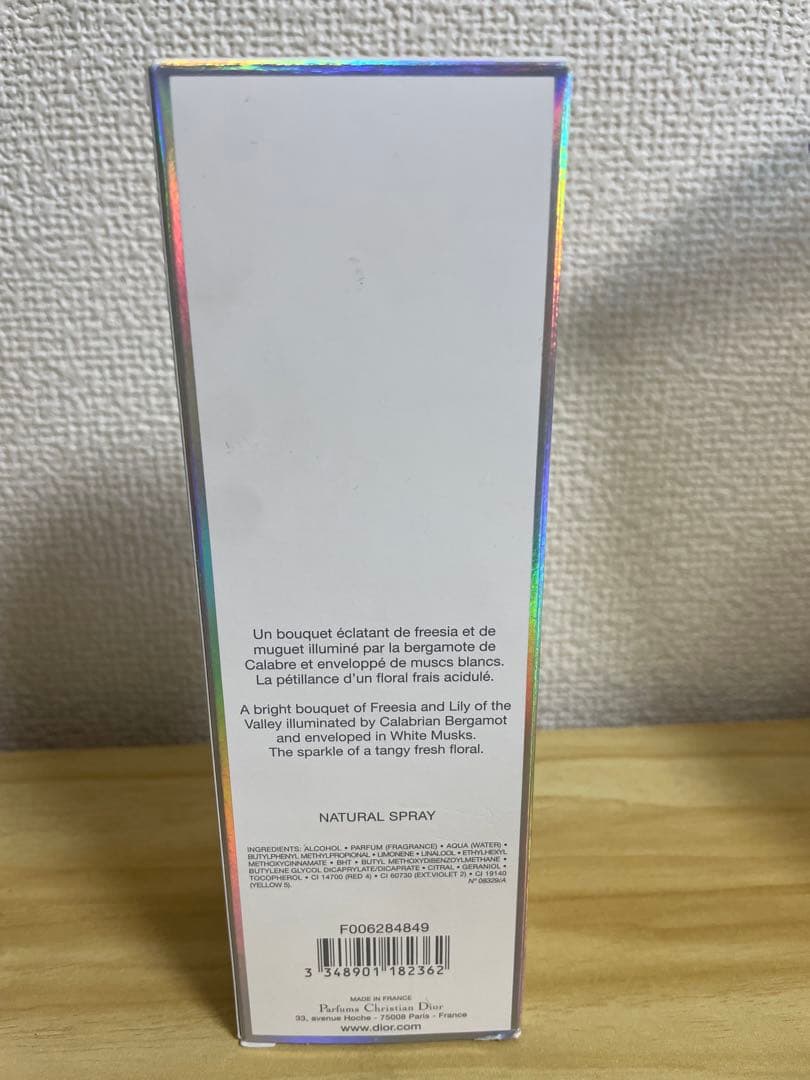 Un bouquet éclatant de freesia et de
muguet illuminé par la bergamote de
Calabre et enveloppé de muscs blancs.
La pétillance d'un floral frais acidulé.
A bright bouquet of Freesia and Lily of the
Valley illuminated by Calabrian Bergamot
and enveloped in White Musks.
The sparkle of a tangy fresh floral.
NATURAL SPRAY
INGREDIENTS: ALCOHOL • PARFUM (FRAGRANCE) • AQUA (WATER) •
BUTYLPHENYL METHYLPROPIONAL • LIMONENE • LINALOOL • ETHYLHEXYL
METHOXYCINNAMATE • BHT • BUTYL METHOXYDIBENZOYLMETHANE •
BUTYLENE GLYCOL DICAPRYLATE/DICAPRATE • CITRAL • GERANIOL •
TOCOPHEROL • CI 14700 (RED 4) • CI 60730 (EXT.VIOLET 2) • CI 19140
(YELLOW 5). N° 08329/A
F006284849
3 348901 182362
MADE IN FRANCE
Parfums Christian Dior
33, avenue Hoche - 75008 Paris - France
www.dior.com